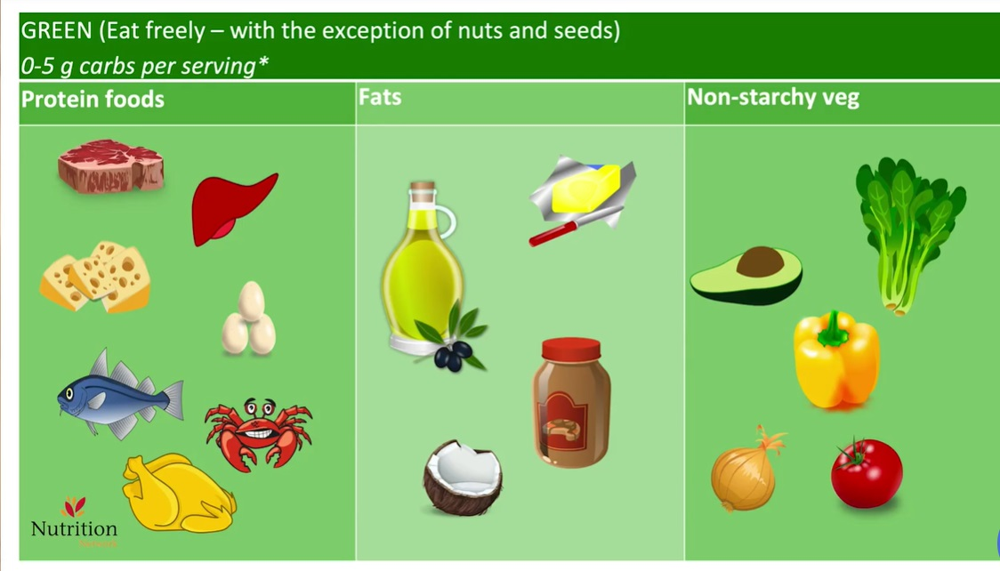 GREEN (Eat freely – with the exception of nuts and seeds)
0-5 g carbs per serving*
Protein foods
Fats
Non-starchy veg
Nutrition